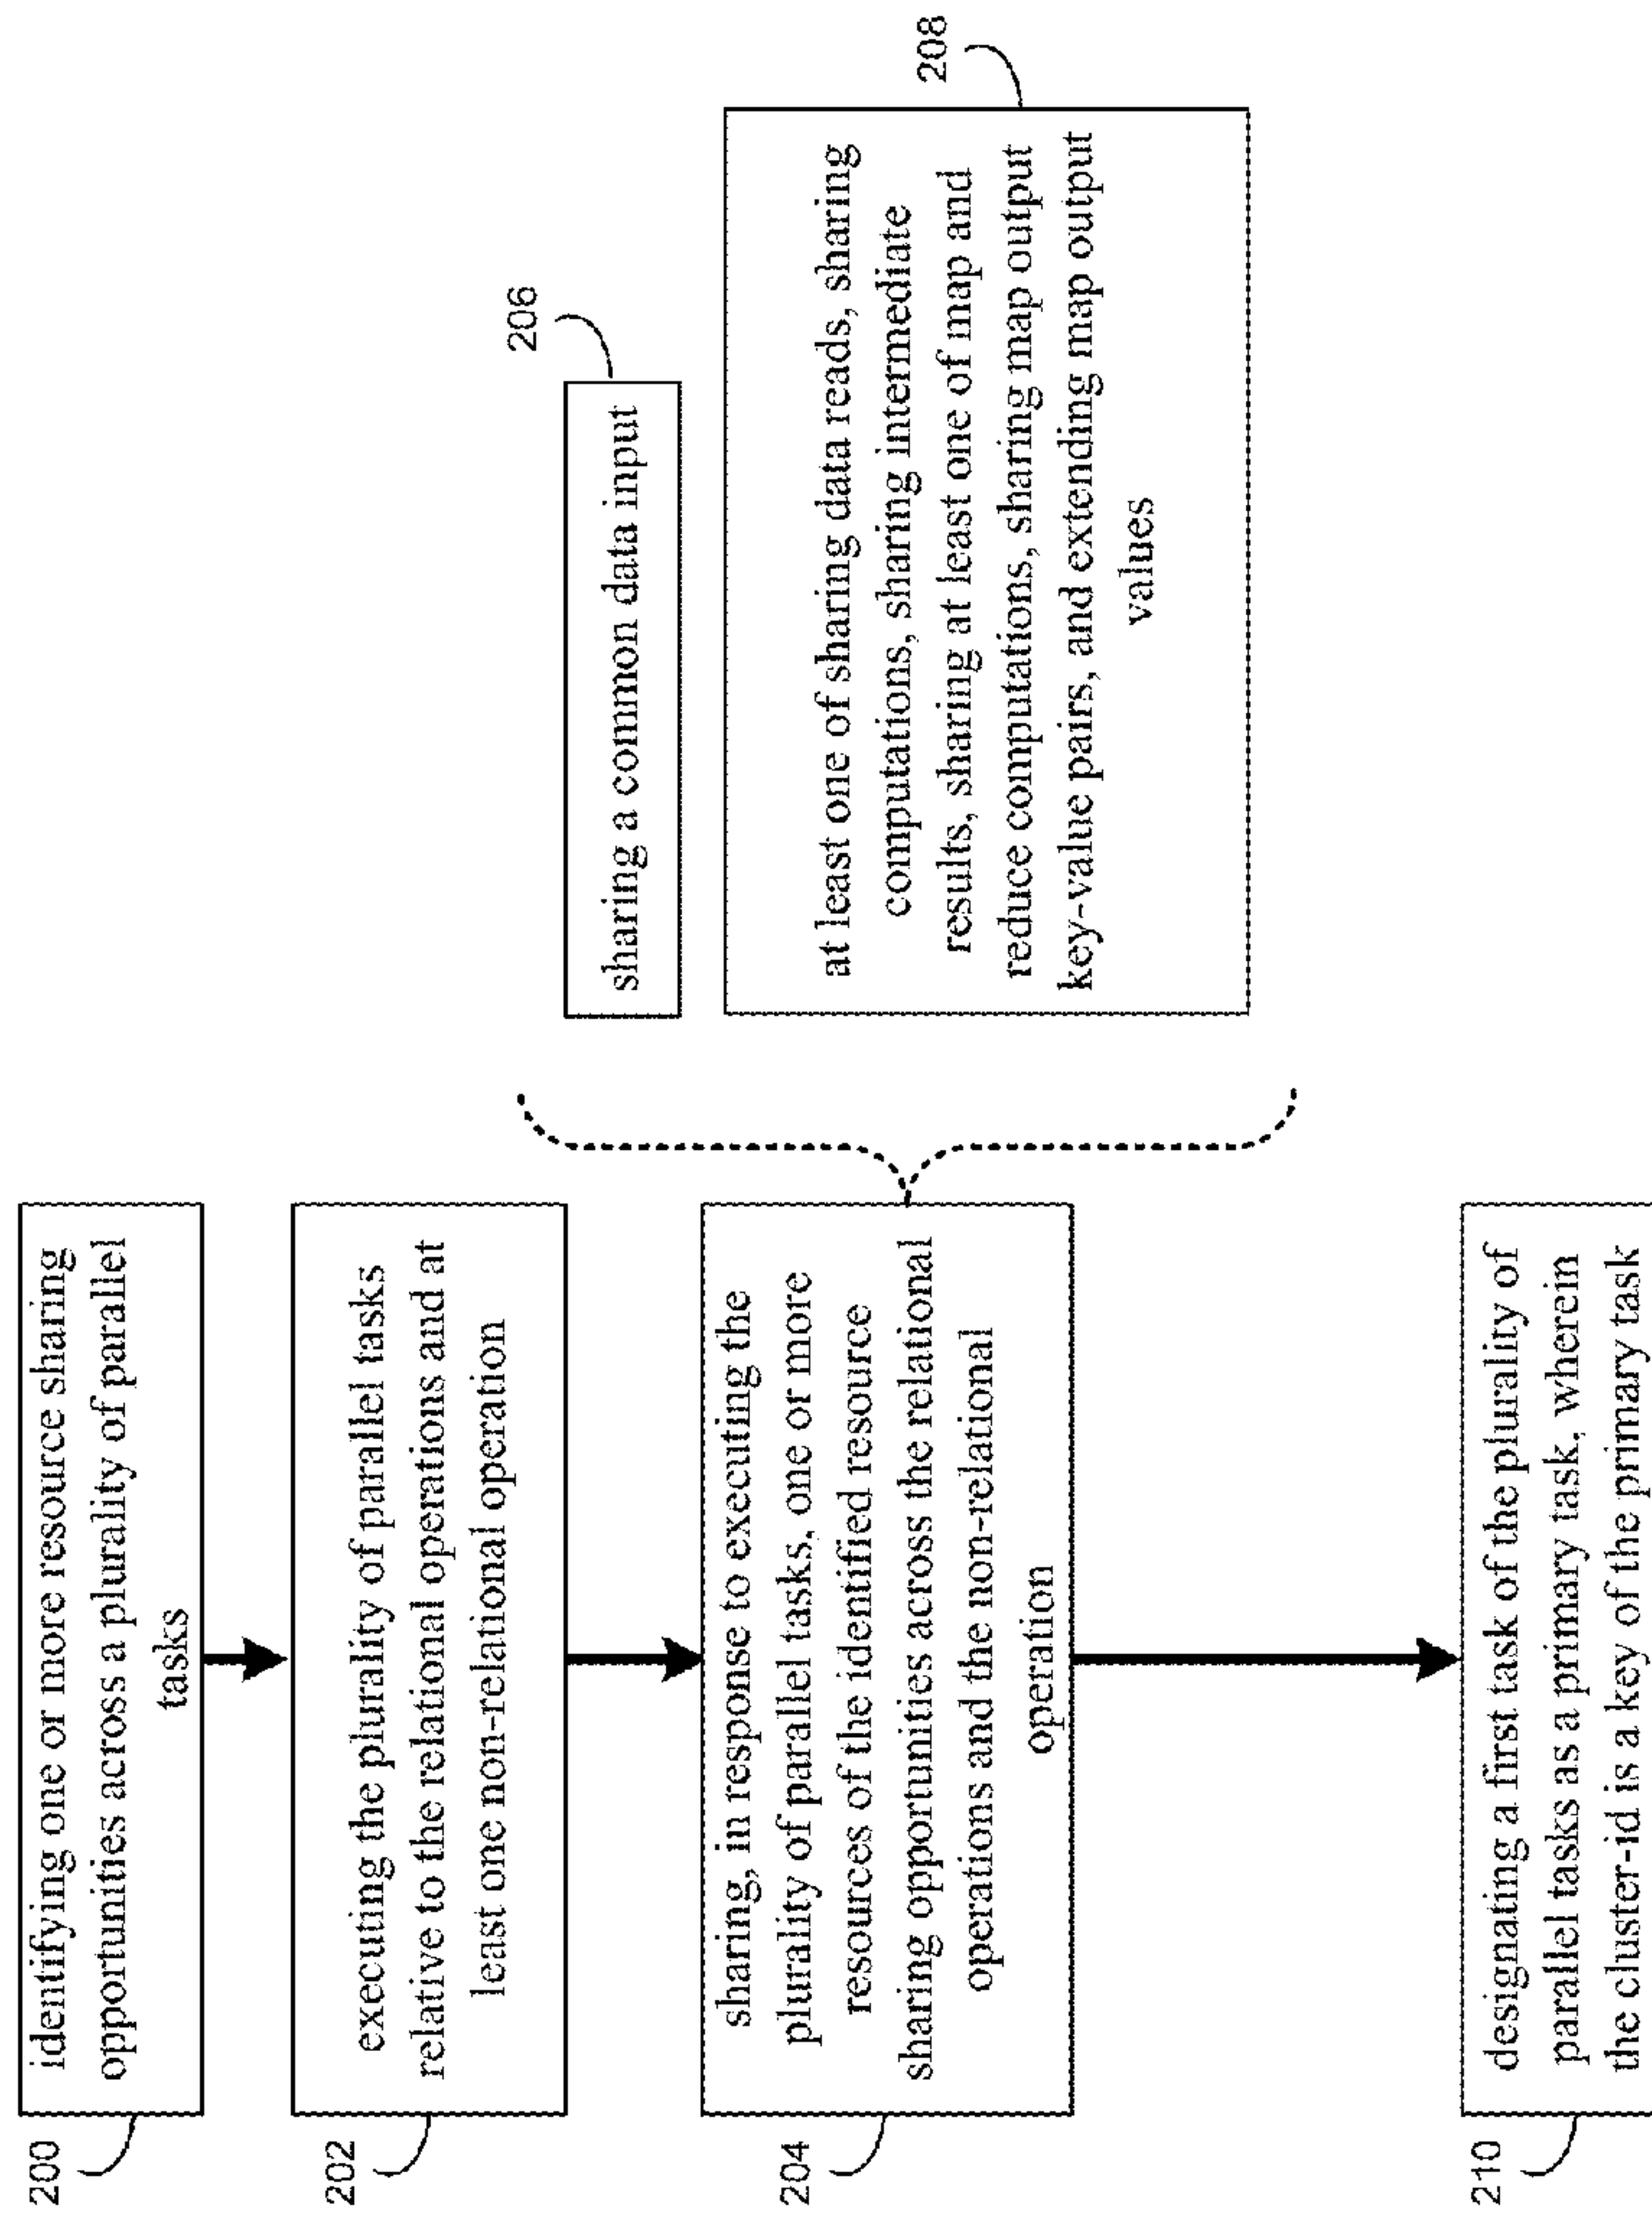 200
identifying one or more resource sharing
opportunities across a plurality of parallel
tasks
202
executing the plurality of parallel tasks
relative to the relational operations and at
least one non-relational operation
204
sharing, in response to executing the
plurality of parallel tasks, one or more
resources of the identified resource
sharing opportunities across the relational
operations and the non-relational
operation
206
sharing a common data input
208
at least one of sharing data reads, sharing
computations, sharing intermediate
results, sharing at least one of map and
reduce computations, sharing map output
key-value pairs, and extending map output
values
210
designating a first task of the plurality of
parallel tasks as a primary task, wherein
the cluster-id is a key of the primary task